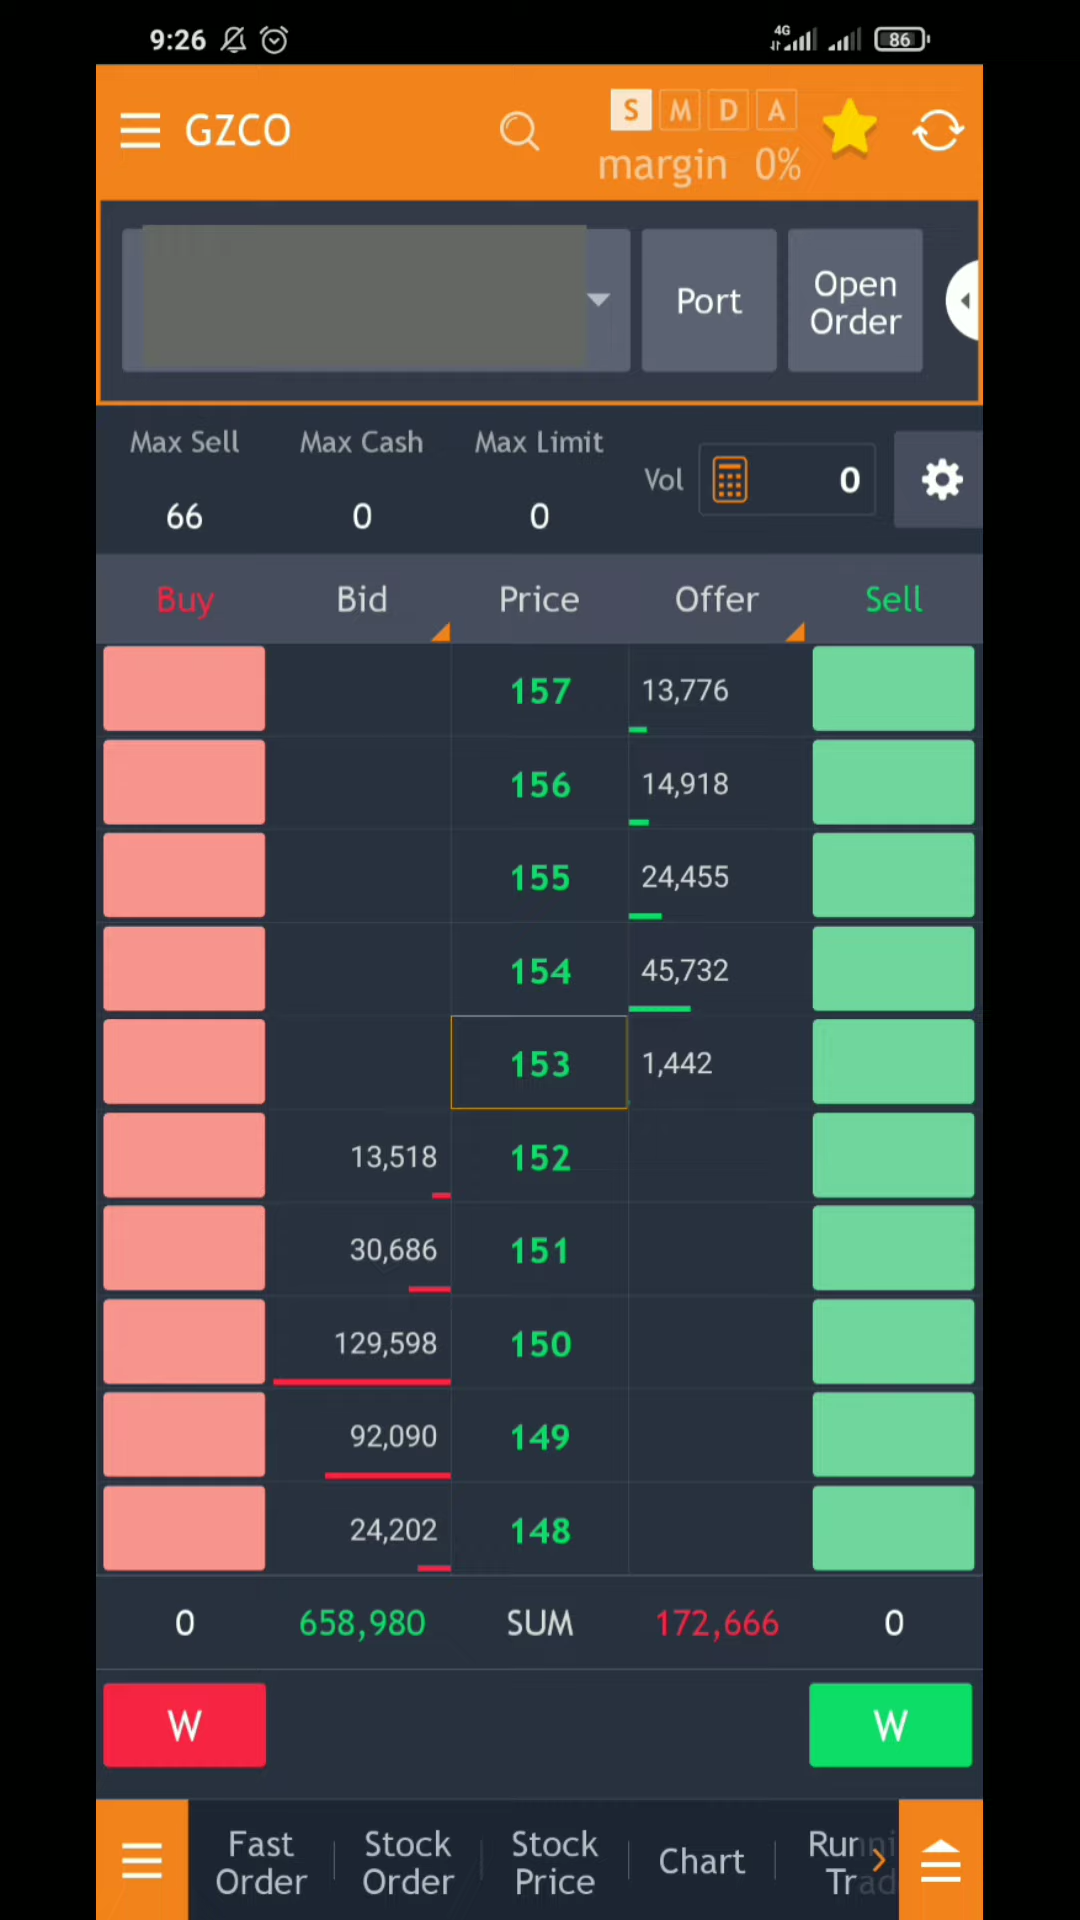 9:26 4G 86
GZCO S M D A
margin 0%
Port Open Order
Max Sell Max Cash Max Limit Vol 0
66 0 0
Buy Bid Price Offer Sell
157 13,776
156 14,918
155 24,455
154 45,732
153 1,442
13,518 152
30,686 151
129,598 150
92,090 149
24,202 148
0 658,980 SUM 172,666 0
W W
Fast Stock Stock Chart Runni
Order Order Price Trad